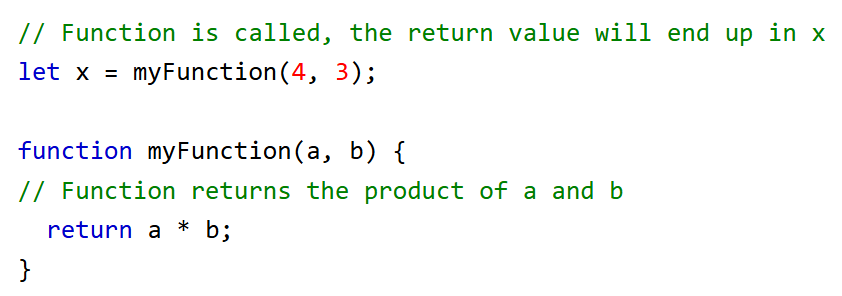 // Function is called, the return value will end up in x
let x = myFunction(4, 3);

function myFunction(a, b) {
// Function returns the product of a and b
  return a * b;
}